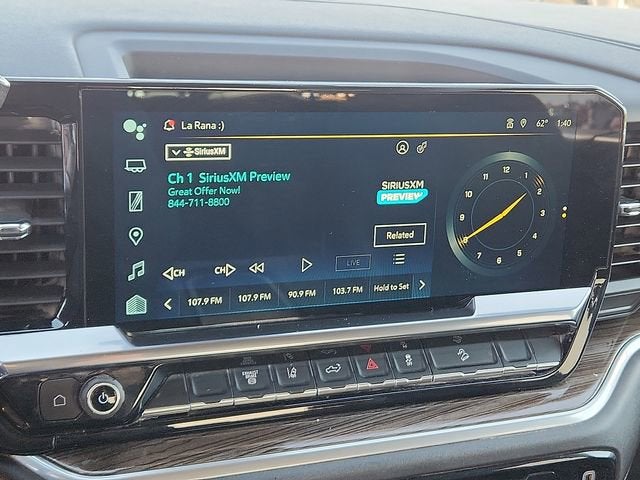 La Rana :)
62° 1:40
SiriusXM
Ch 1 SiriusXM Preview
Great Offer Now!
844-711-8800
SIRIUSXM
PREVIEW
Related
12
1
2
3
4
5
6
7
8
9
10
11
CH CH LIVE
107.9 FM 107.9 FM 90.9 FM 103.7 FM Hold to Set
EXHAUST BRAKE